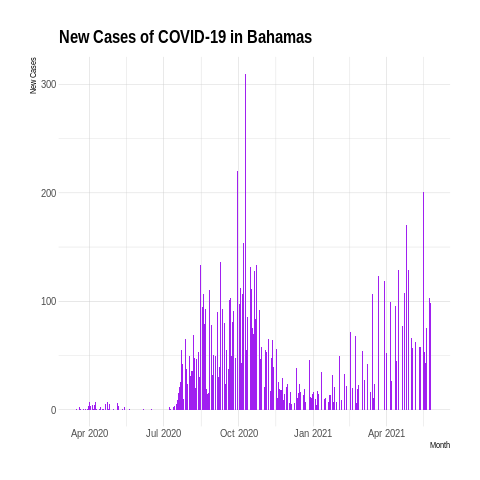 New Cases of COVID-19 in Bahamas
New Cases
300
200
100
0
Apr 2020
Jul 2020
Oct 2020
Jan 2021
Apr 2021
Month